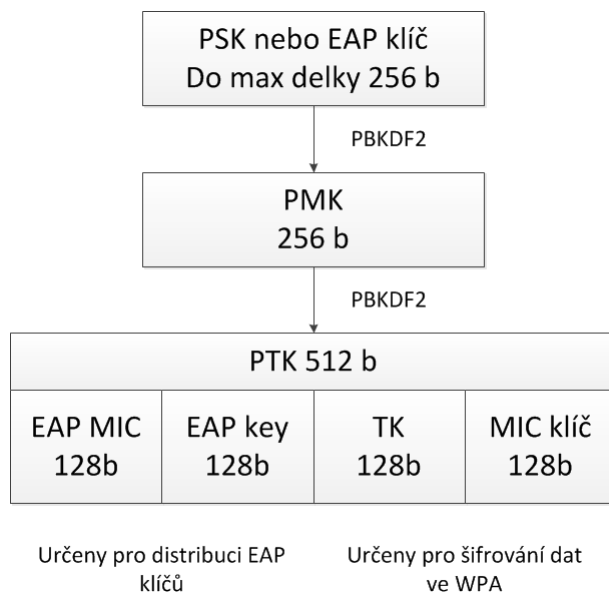 PSK nebo EAP klíč
Do max delky 256 b
PBKDF2
PMK
256 b
PBKDF2
PTK 512 b
EAP MIC
128b
EAP key
128b
TK
128b
MIC klíč
128b
Určeny pro distribuci EAP
klíčů
Určeny pro šifrování dat
ve WPA